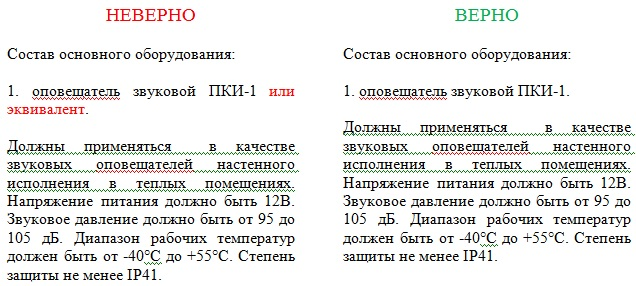 НЕВЕРНО
Состав основного оборудования:
1. оповещатель звуковой ПКИ-1 или
эквивалент.
Должны применяться в качестве
звуковых оповещателей настенного
исполнения в теплых помещениях.
Напряжение питания должно быть 12В.
Звуковое давление должно быть от 95 до
105 дБ. Диапазон рабочих температур
должен быть от -40°С до +55°С. Степень
защиты не менее IP41.
ВЕРНО
Состав основного оборудования:
1. оповещатель звуковой ПКИ-1.
Должны применяться в качестве
звуковых оповещателей настенного
исполнения в теплых помещениях.
Напряжение питания должно быть 12В.
Звуковое давление должно быть от 95 до
105 дБ. Диапазон рабочих температур
должен быть от -40°С до +55°С. Степень
защиты не менее IP41.